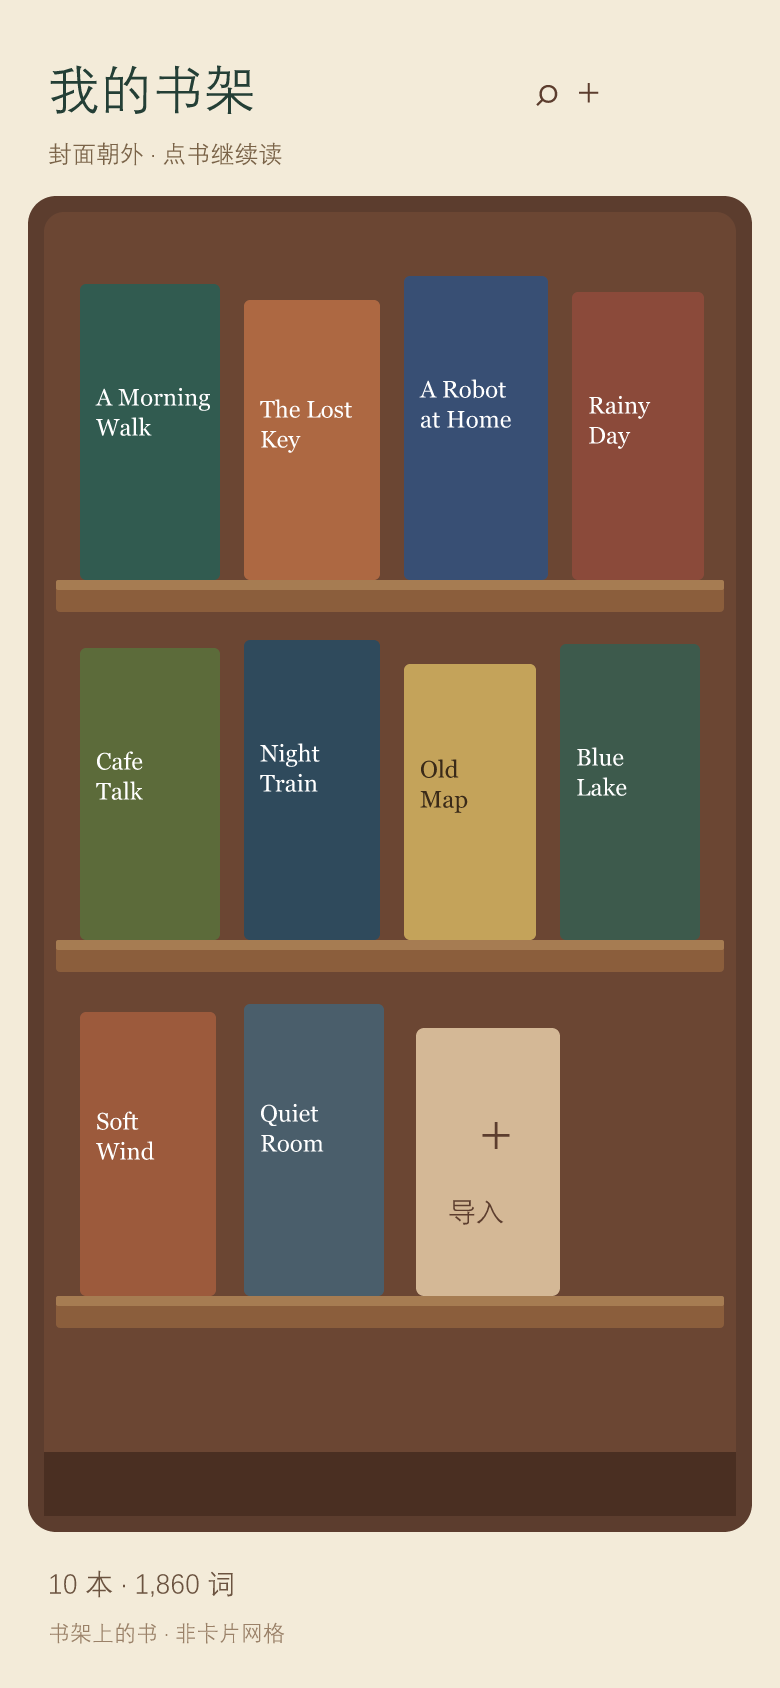 我的书架
封面朝外 · 点书继续读
A Morning
Walk
The Lost
Key
A Robot
at Home
Rainy
Day
Cafe
Talk
Night
Train
Old
Map
Blue
Lake
Soft
Wind
Quiet
Room
+
导入
10 本 · 1,860 词
书架上的书 · 非卡片网格